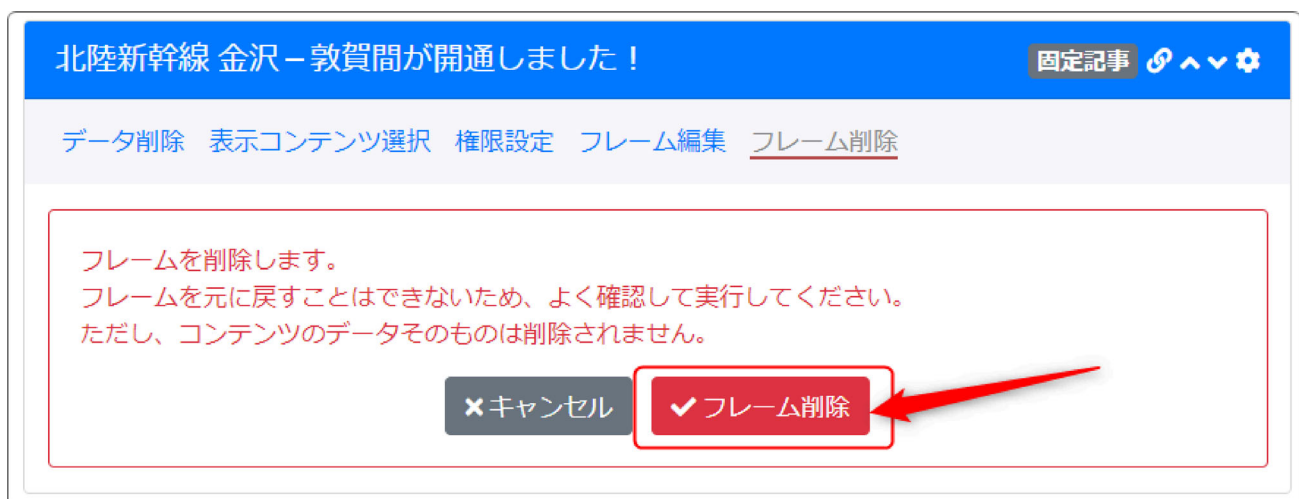 北陸新幹線 金沢－敦賀間が開通しました！ 固定記事
データ削除 表示コンテンツ選択 権限設定 フレーム編集 フレーム削除
フレームを削除します。
フレームを元に戻すことはできないため、よく確認して実行してください。
ただし、コンテンツのデータそのものは削除されません。
キャンセル フレーム削除